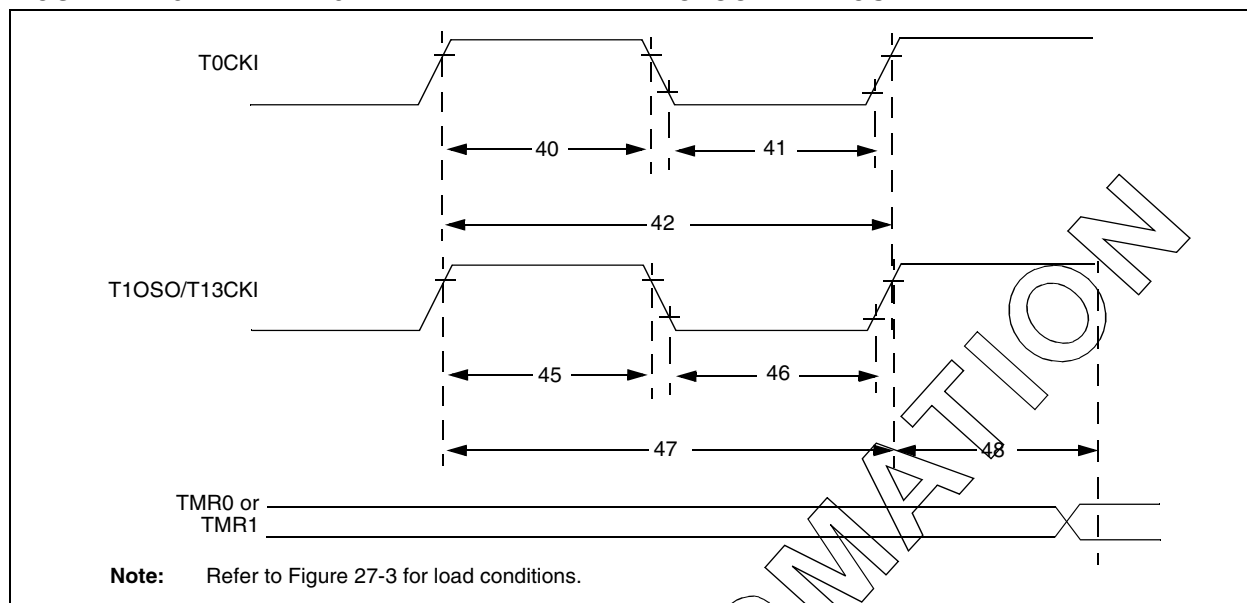 T0CKI
40
41
42
T1OSO/T13CKI
45
46
47
48
TMR0 or
TMR1
Note: Refer to Figure 27-3 for load conditions.
RMATION